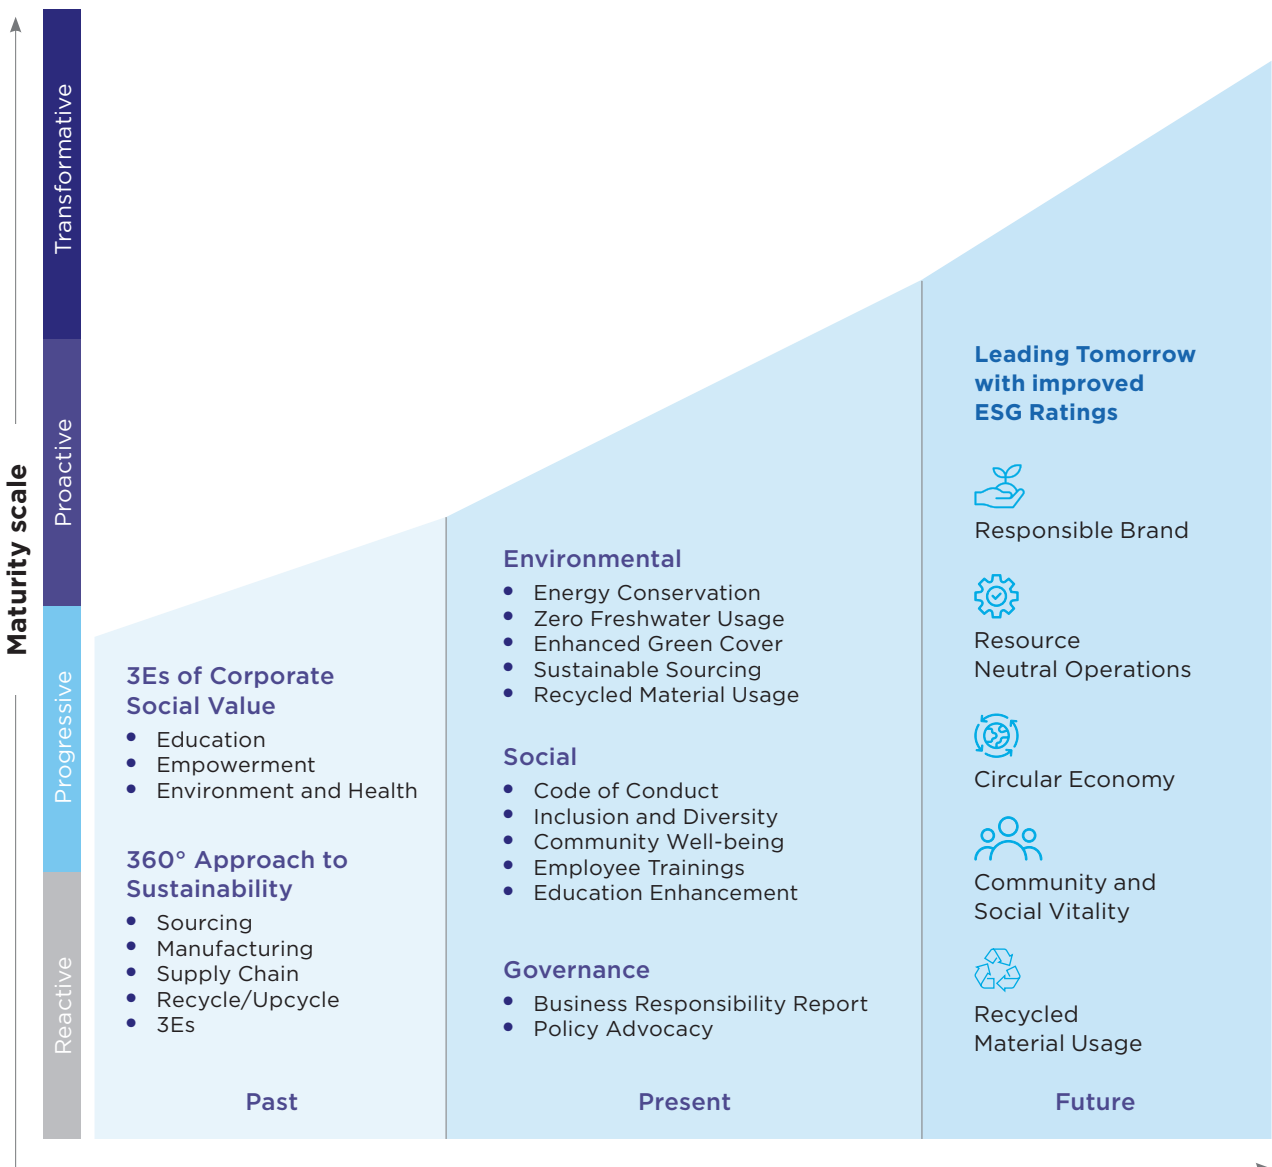 Maturity scale
Transformative
Proactive
Progressive
Reactive
3Es of Corporate
Social Value
• Education
• Empowerment
• Environment and Health
360° Approach to
Sustainability
• Sourcing
• Manufacturing
• Supply Chain
• Recycle/Upcycle
• 3Es
Past
Environmental
• Energy Conservation
• Zero Freshwater Usage
• Enhanced Green Cover
• Sustainable Sourcing
• Recycled Material Usage
Social
• Code of Conduct
• Inclusion and Diversity
• Community Well-being
• Employee Trainings
• Education Enhancement
Governance
• Business Responsibility Report
• Policy Advocacy
Present
Leading Tomorrow
with improved
ESG Ratings
Responsible Brand
Resource
Neutral Operations
Circular Economy
Community and
Social Vitality
Recycled
Material Usage
Future